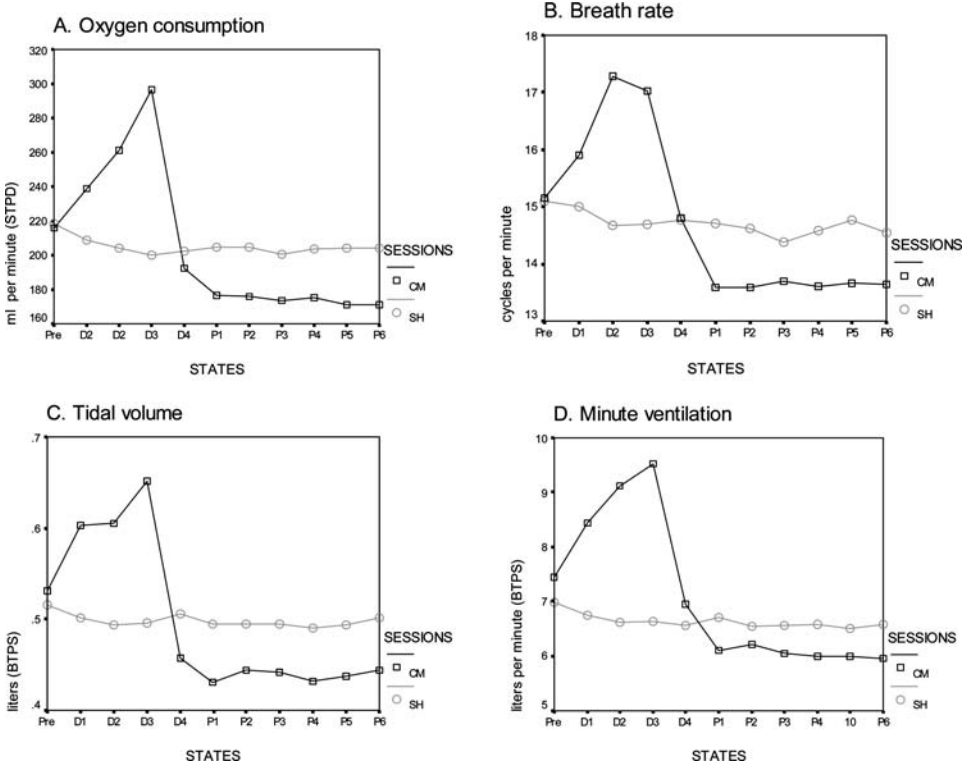 A. Oxygen consumption
ml per minute (STPD)
320
300
280
260
240
220
200
180
160
Pre D2 D2 D3 D4 P1 P2 P3 P4 P5 P6
STATES
SESSIONS
CM
SH
B. Breath rate
cycles per minute
18
17
16
15
14
13
Pre D1 D2 D3 D4 P1 P2 P3 P4 P5 P6
STATES
SESSIONS
CM
SH
C. Tidal volume
liters (BTPS)
.7
.6
.5
.4
Pre D1 D2 D3 D4 P1 P2 P3 P4 P5 P6
STATES
SESSIONS
CM
SH
D. Minute ventilation
liters per minute (BTPS)
10
9
8
7
6
5
Pre D1 D2 D3 D4 P1 P2 P3 P4 10 P6
STATES
SESSIONS
CM
SH